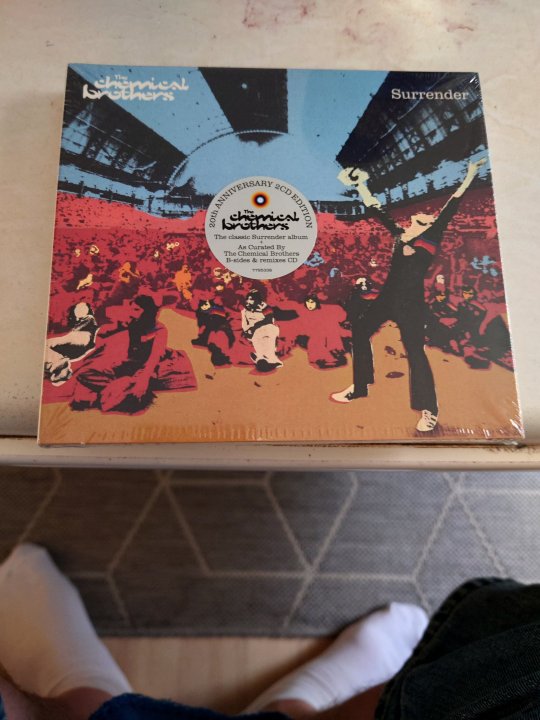 The
chemical
brothers
Surrender
20th ANNIVERSARY 2CD EDITION
The
chemical
brothers
The classic Surrender album
+
As Curated By
The Chemical Brothers
B-sides & remixes CD